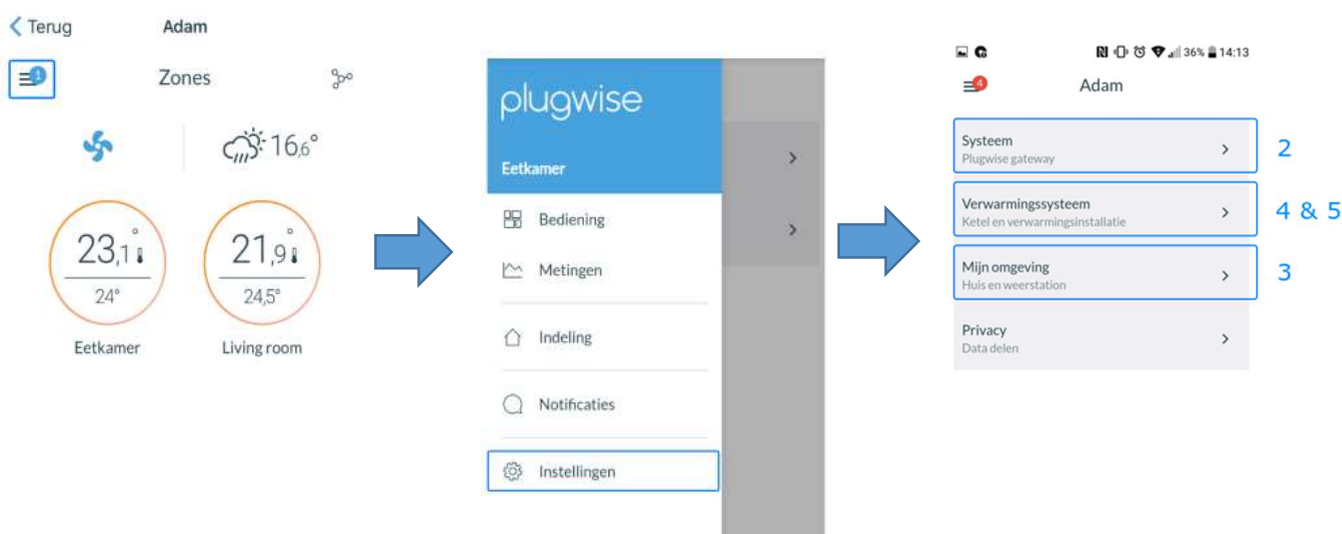 Terug
Adam
1
Zones
16,6°
23,1°
24°
Eetkamer
21,9°
24,5°
Living room
plugwise
Eetkamer
Bediening
Metingen
Indeling
Notificaties
Instellingen
36% 14:13
4
Adam
Systeem
Plugwise gateway
2
Verwarmingssysteem
Ketel en verwarmingsinstallatie
4 & 5
Mijn omgeving
Huis en weerstation
3
Privacy
Data delen